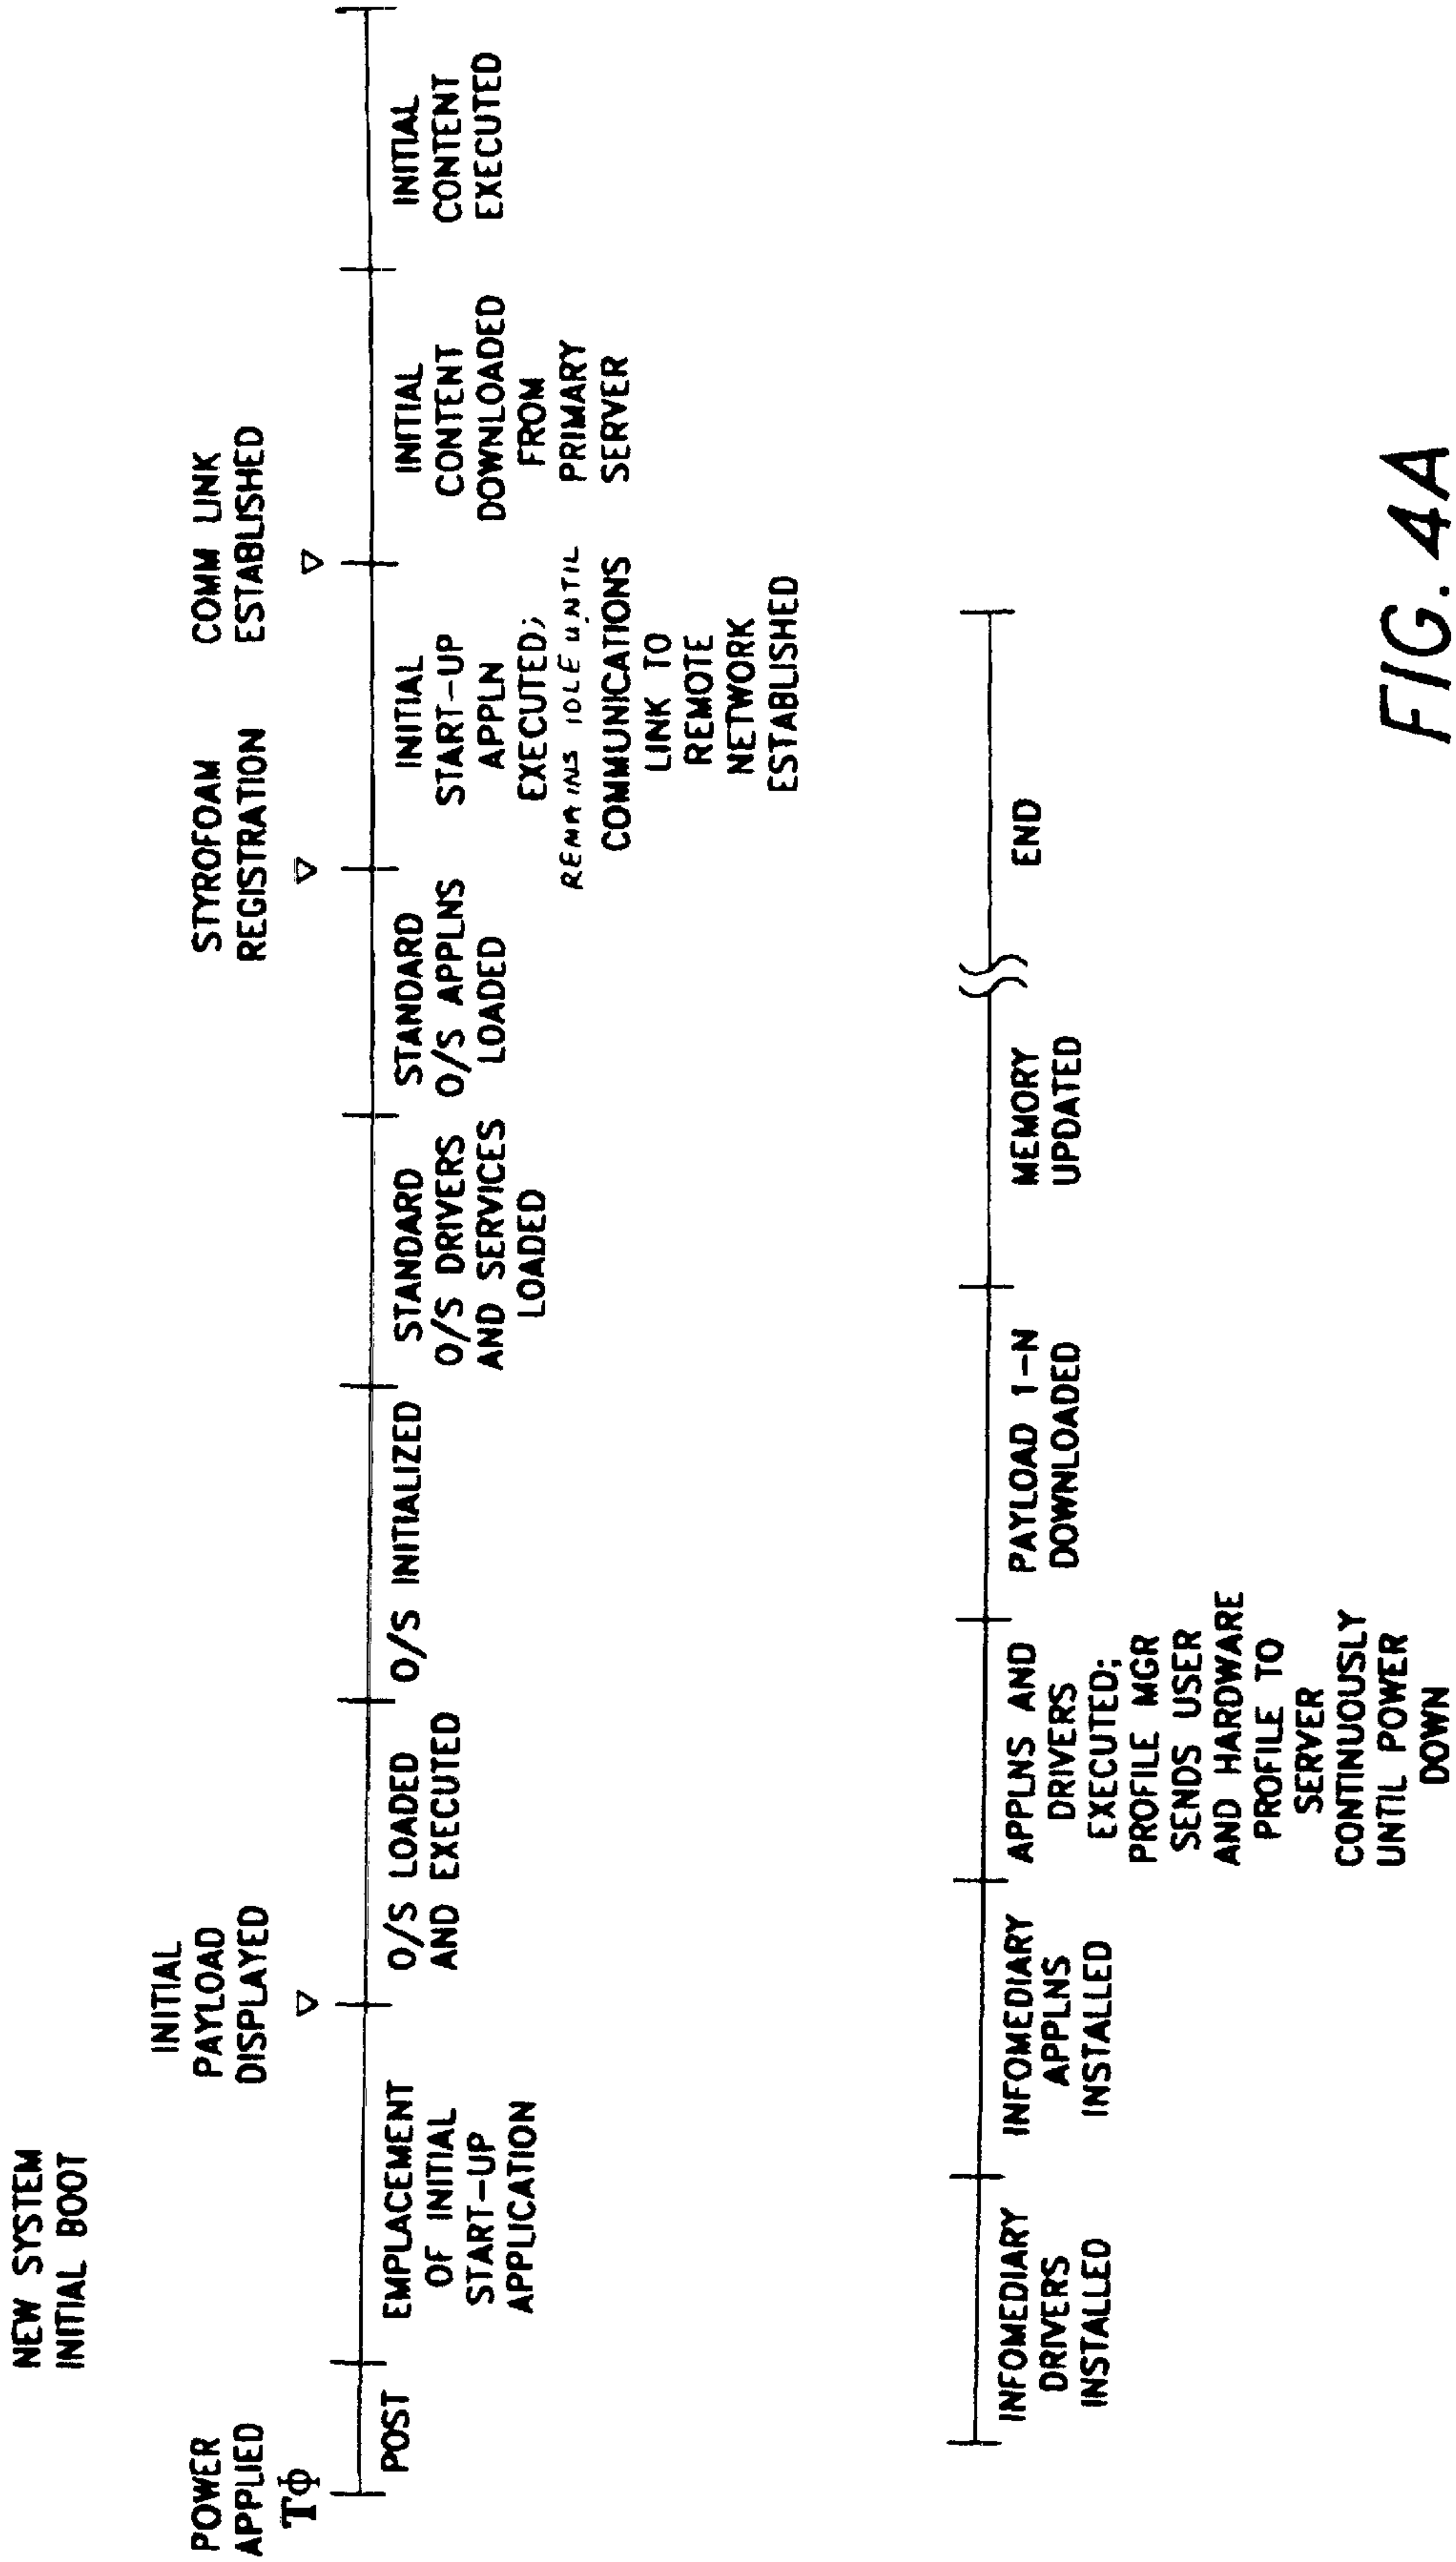 NEW SYSTEM
INITIAL BOOT
POWER
APPLIED
TΦ
INITIAL
PAYLOAD
DISPLAYED
STYROFOAM
REGISTRATION
COMM LINK
ESTABLISHED
POST
EMPLACEMENT
OF INITIAL
START-UP
APPLICATION
O/S LOADED
AND EXECUTED
O/S INITIALIZED
STANDARD
O/S DRIVERS
AND SERVICES
LOADED
STANDARD
O/S APPLNS
LOADED
INITIAL
START-UP
APPLN
EXECUTED;
REMAINS IDLE UNTIL
COMMUNICATIONS
LINK TO
REMOTE
NETWORK
ESTABLISHED
INITIAL
CONTENT
DOWNLOADED
FROM
PRIMARY
SERVER
INITIAL
CONTENT
EXECUTED
INFOMEDIARY
DRIVERS
INSTALLED
INFOMEDIARY
APPLNS
INSTALLED
APPLNS AND
DRIVERS
EXECUTED;
PROFILE MGR
SENDS USER
AND HARDWARE
PROFILE TO
SERVER
CONTINUOUSLY
UNTIL POWER
DOWN
PAYLOAD 1-N
DOWNLOADED
MEMORY
UPDATED
END
FIG. 4A